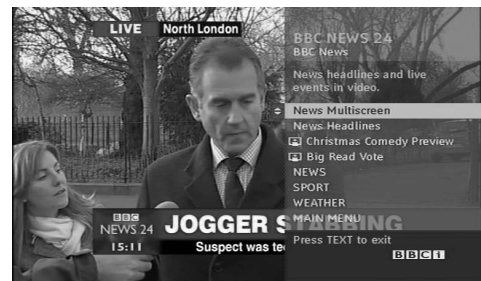 LIVE North London
BBC NEWS 24
BBC News
News headlines and live
events in video.
News Multiscreen
News Headlines
Christmas Comedy Preview
Big Read Vote
NEWS
SPORT
WEATHER
MAIN MENU
Press TEXT to exit
BBC 1
BBC
NEWS 24
15:11
JOGGER STABBING
Suspect was